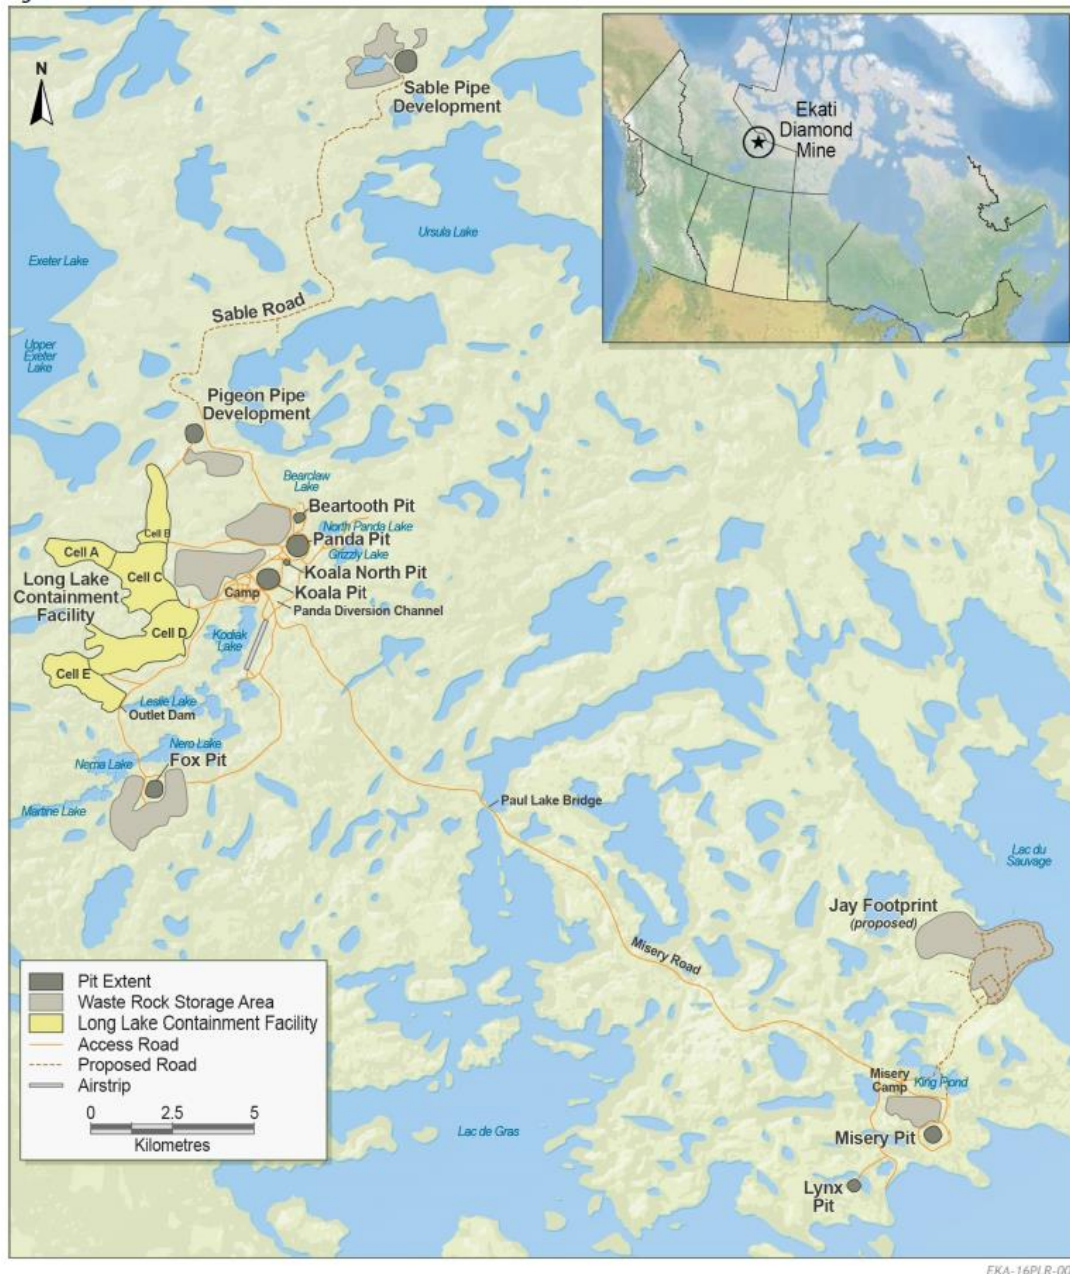 N
Sable Pipe
Development
Ekati
Diamond
Mine
Ursula Lake
Exeter Lake
Sable Road
Upper
Exeter
Lake
Pigeon Pipe
Development
Bearclaw
Lake
Beartooth Pit
North Panda Lake
Panda Pit
Grizzly Lake
Cell B
Cell A
Cell C
Koala North Pit
Long Lake
Containment
Facility
Koala Pit
Camp
Panda Diversion Channel
Cell D
Kodiak
Lake
Cell E
Leslie Lake
Outlet Dam
Nero Lake
Nema Lake
Fox Pit
Martine Lake
Paul Lake Bridge
Lac du
Sauvage
Jay Footprint
(proposed)
Misery Road
Pit Extent
Waste Rock Storage Area
Long Lake Containment Facility
Access Road
Proposed Road
Airstrip
0 2.5 5
Kilometres
Misery
Camp
King Pond
Lac de Gras
Misery Pit
Lynx
Pit
EKA-16PLR-00